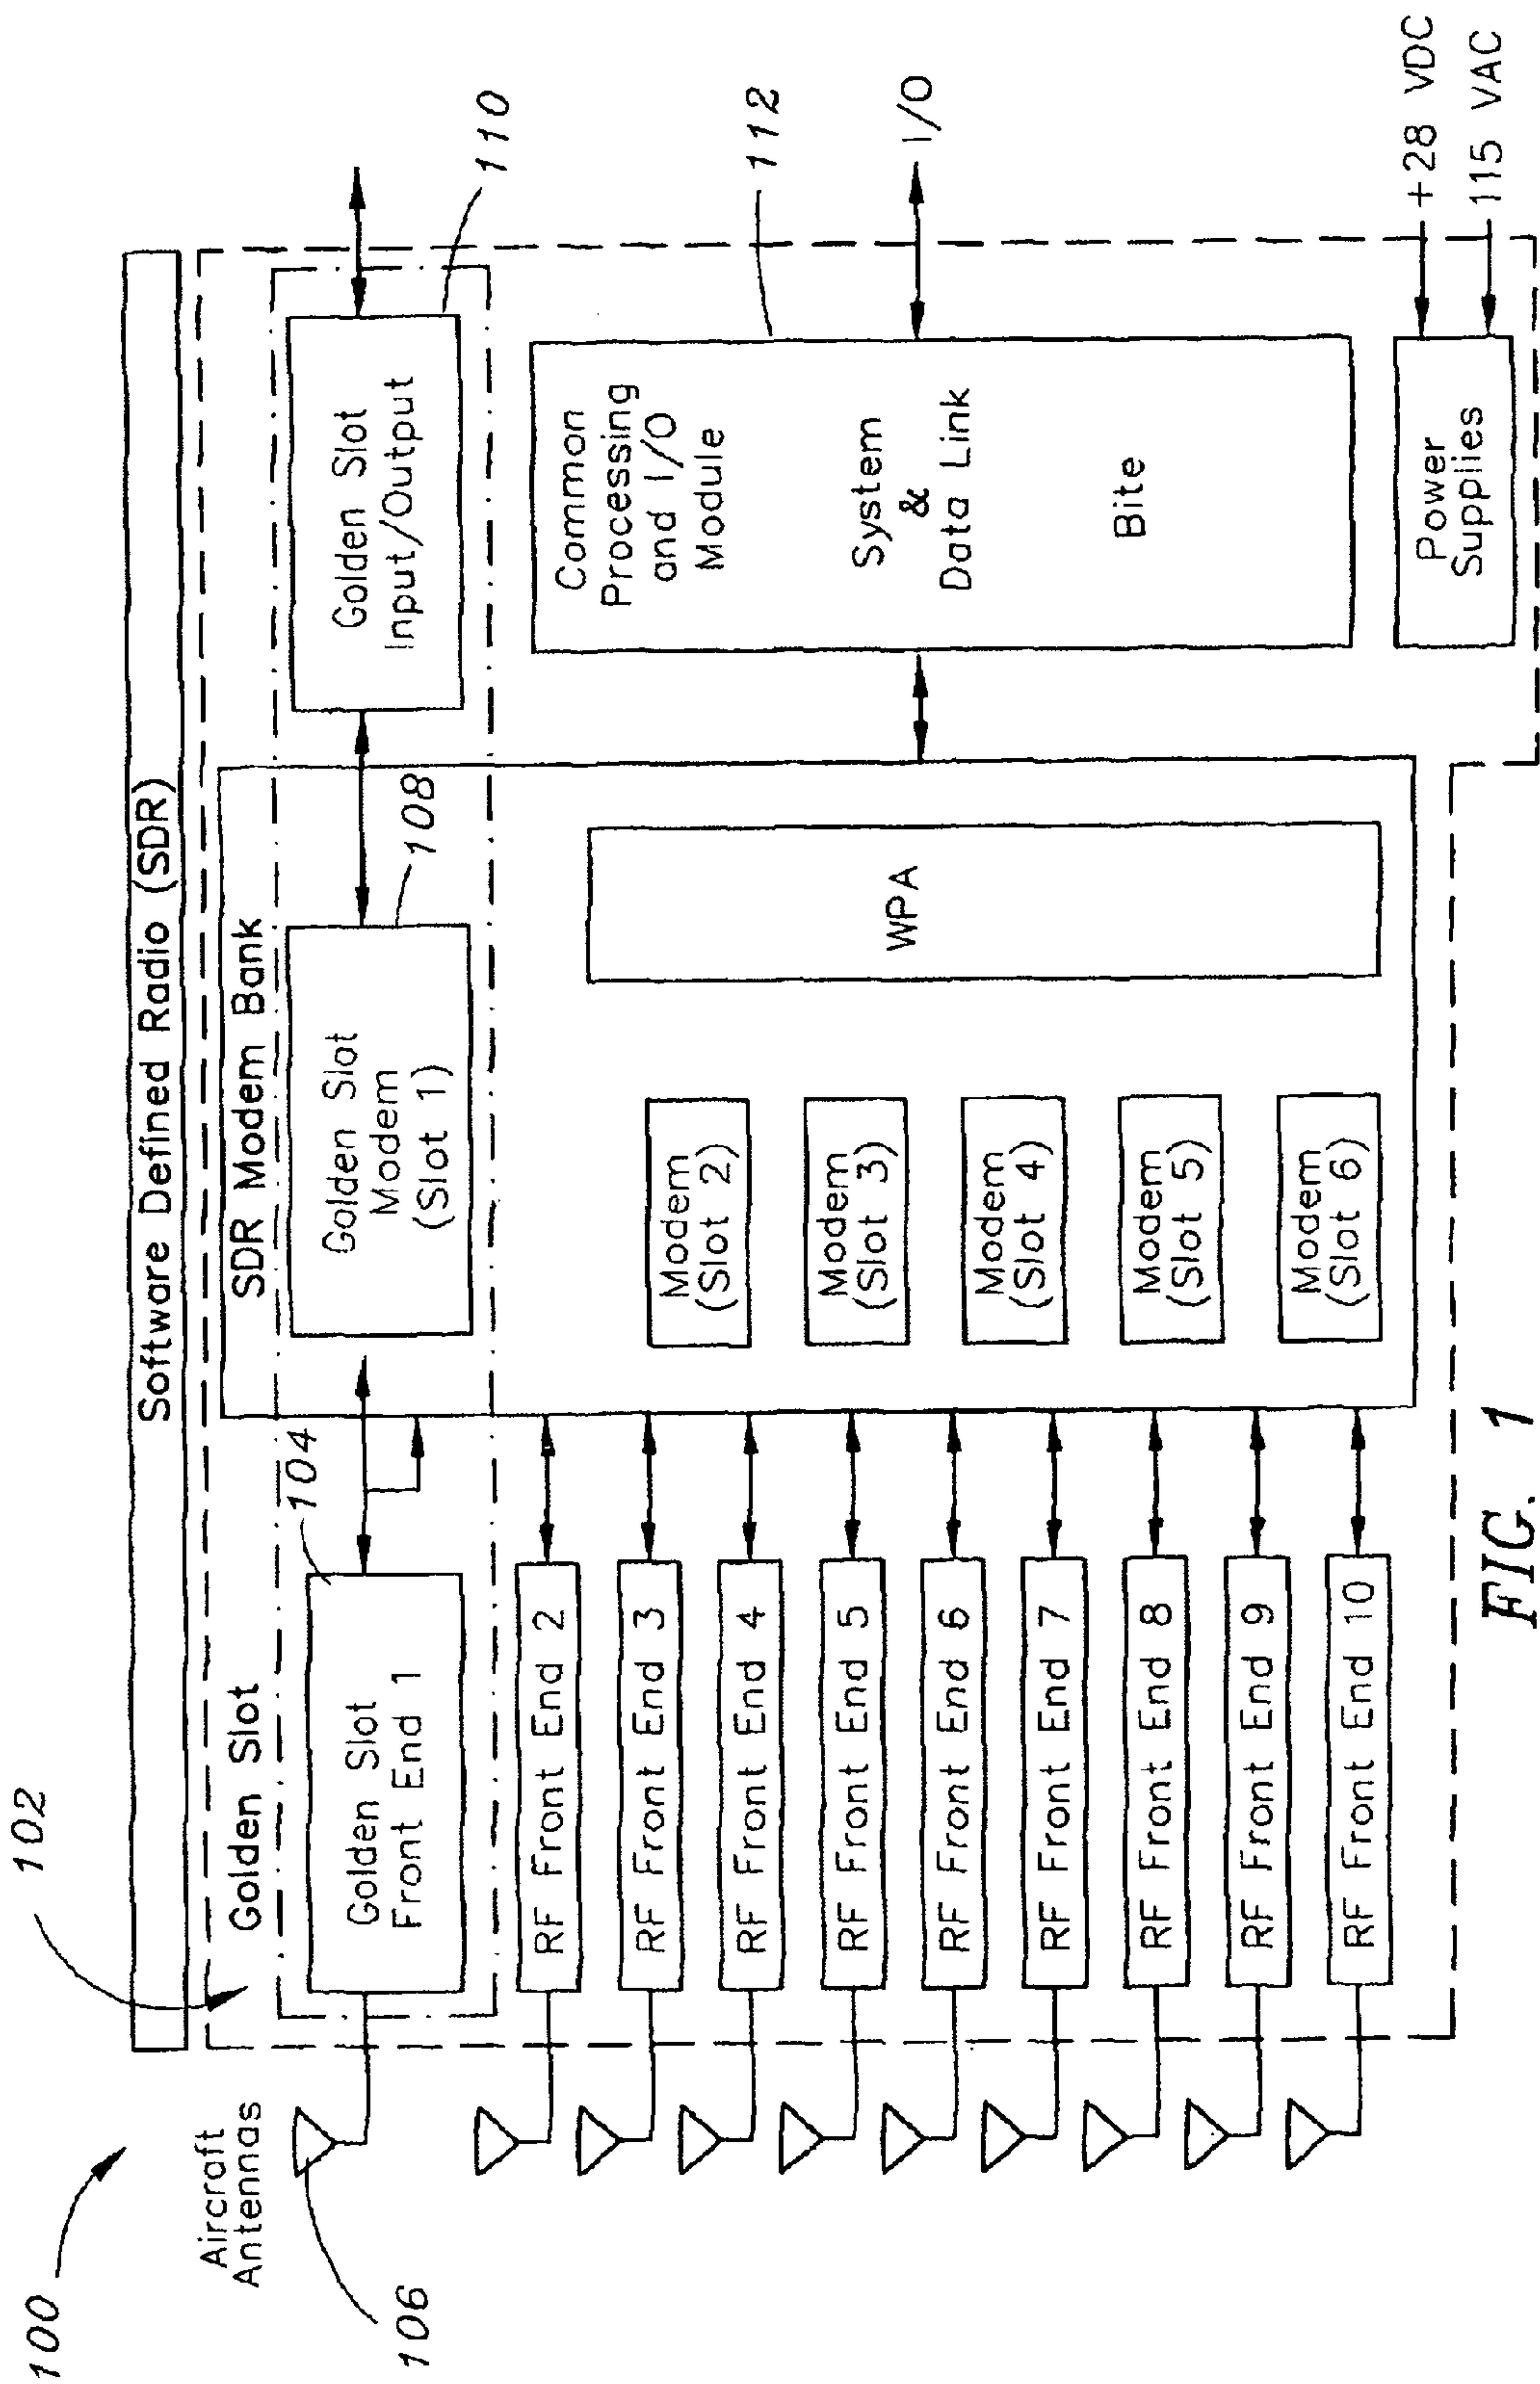 100
102
Software Defined Radio (SDR)
Aircraft
Antennas
106
Golden Slot
Golden Slot
Front End 1
104
SDR Modem Bank
Golden Slot
Modem
(Slot 1)
108
Golden Slot
Input/Output
110
RF Front End 2
RF Front End 3
RF Front End 4
RF Front End 5
RF Front End 6
RF Front End 7
RF Front End 8
RF Front End 9
RF Front End 10
Modem
(Slot 2)
Modem
(Slot 3)
Modem
(Slot 4)
Modem
(Slot 5)
Modem
(Slot 6)
WPA
Common
Processing
and I/O
Module
System
&
Data Link
Bite
112
I/O
Power
Supplies
+28 VDC
115 VAC
FIG. 1